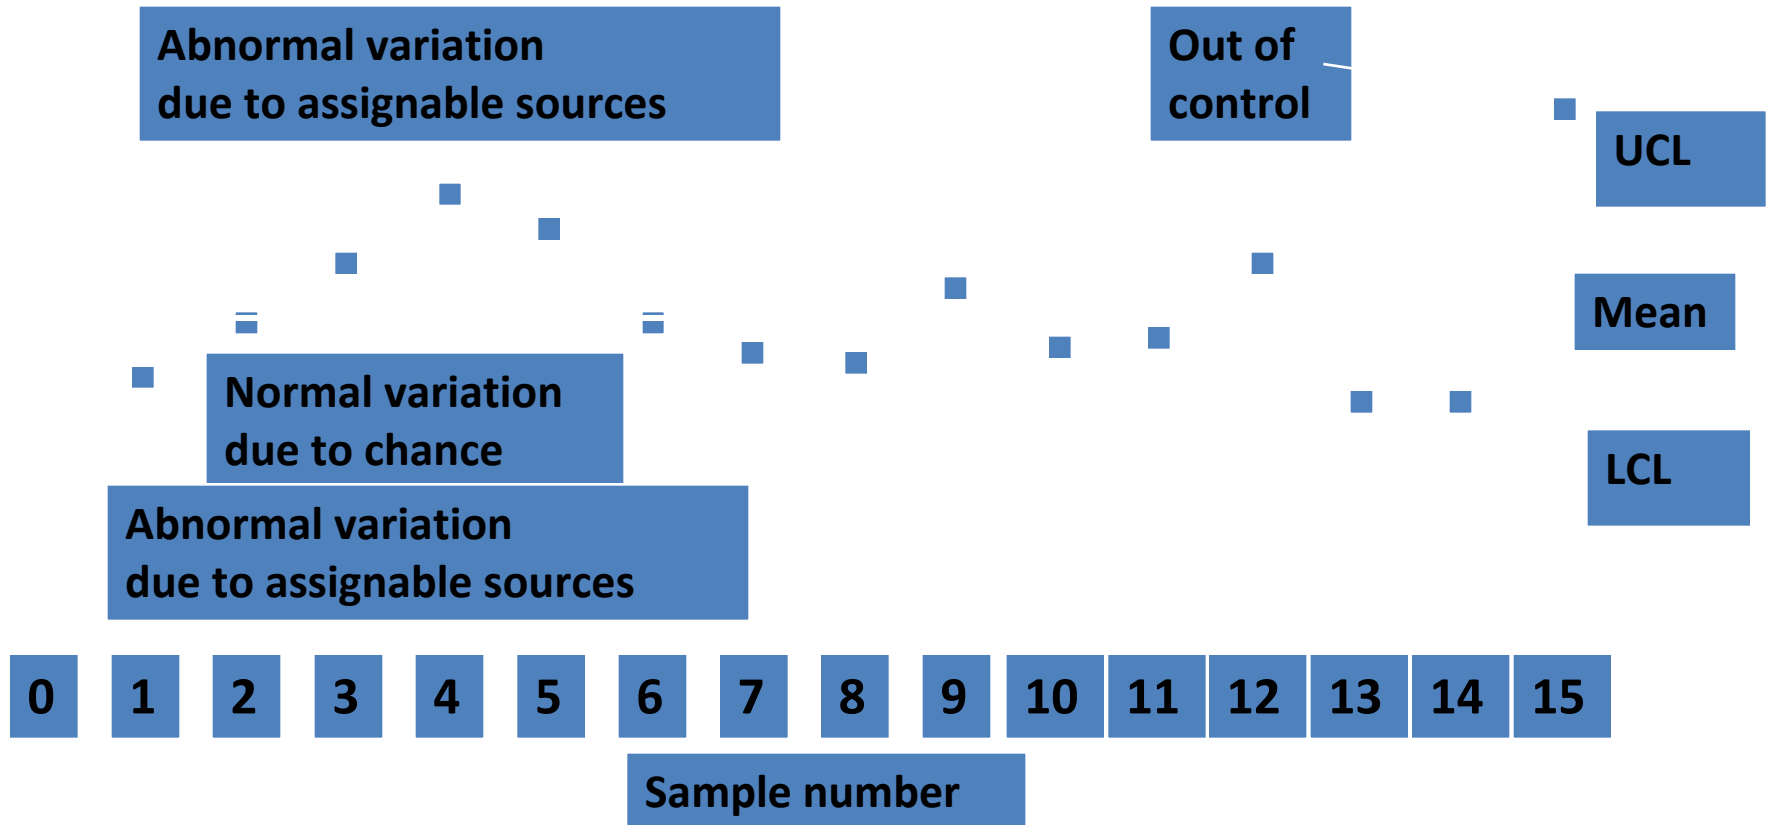 Abnormal variation
due to assignable sources
Out of
control
UCL
Mean
Normal variation
due to chance
LCL
Abnormal variation
due to assignable sources
0 1 2 3 4 5 6 7 8 9 10 11 12 13 14 15
Sample number